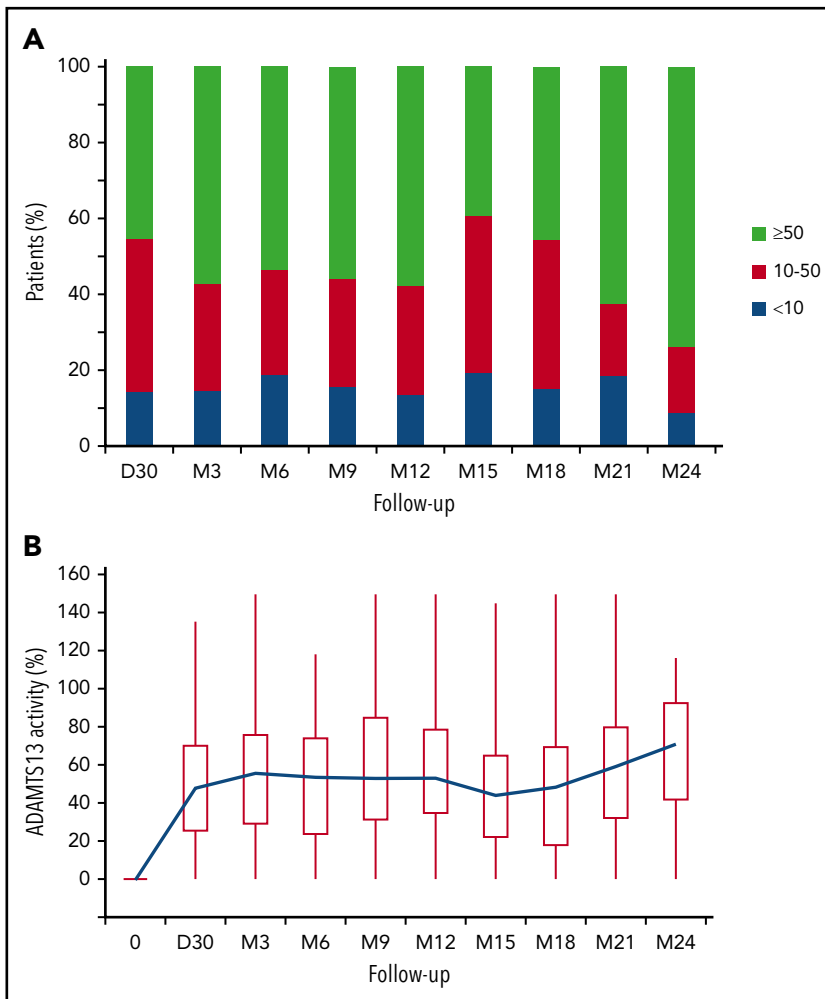 A
100
80
60
40
20
0
Patients (%)
D30 M3 M6 M9 M12 M15 M18 M21 M24
Follow-up
≥50
10-50
<10
B
160
140
120
100
80
60
40
20
0
ADAMTS13 activity (%)
0 D30 M3 M6 M9 M12 M15 M18 M21 M24
Follow-up